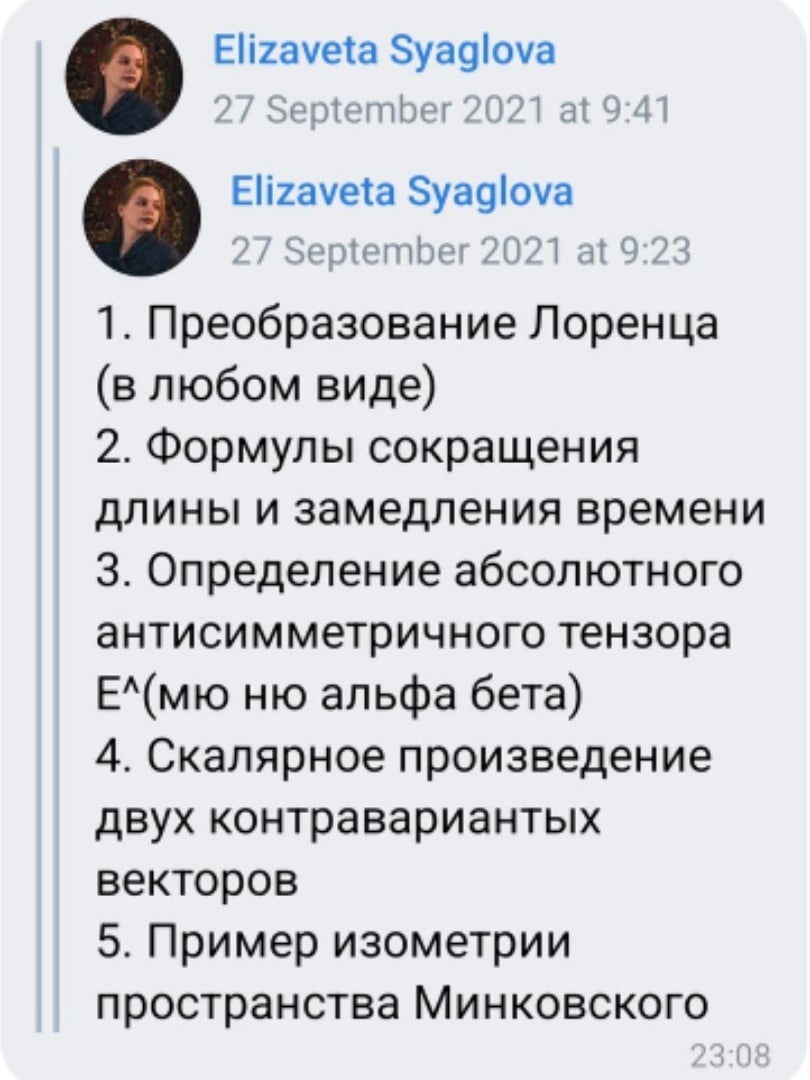 Elizaveta Syaglova
27 September 2021 at 9:41
Elizaveta Syaglova
27 September 2021 at 9:23
1. Преобразование Лоренца
(в любом виде)
2. Формулы сокращения
длины и замедления времени
3. Определение абсолютного
антисимметричного тензора
Е^(мю ню альфа бета)
4. Скалярное произведение
двух контравариантых
векторов
5. Пример изометрии
пространства Минковского
23:08